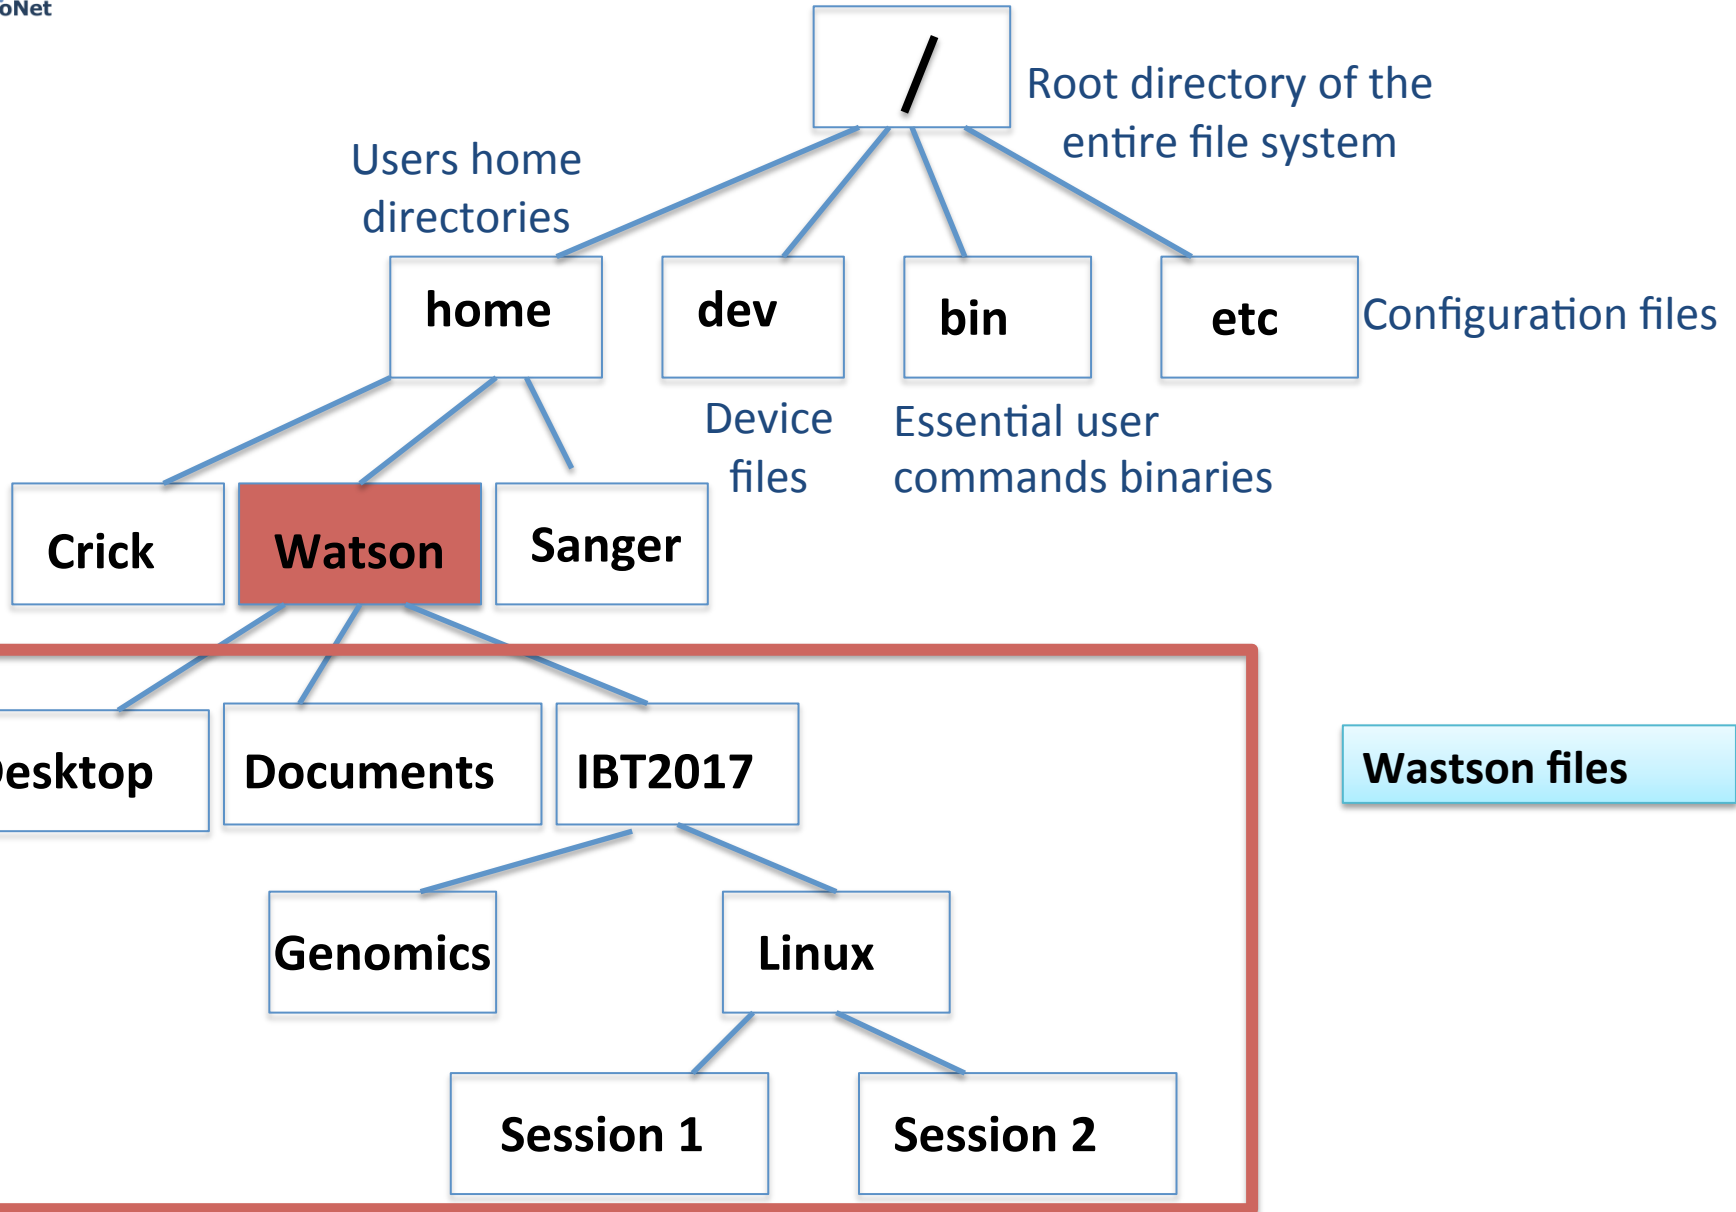 oNet
/
Root directory of the
entire file system
Users home
directories
home
dev
bin
etc
Configuration files
Device
files
Essential user
commands binaries
Crick
Watson
Sanger
Desktop
Documents
IBT2017
Wastson files
Genomics
Linux
Session 1
Session 2